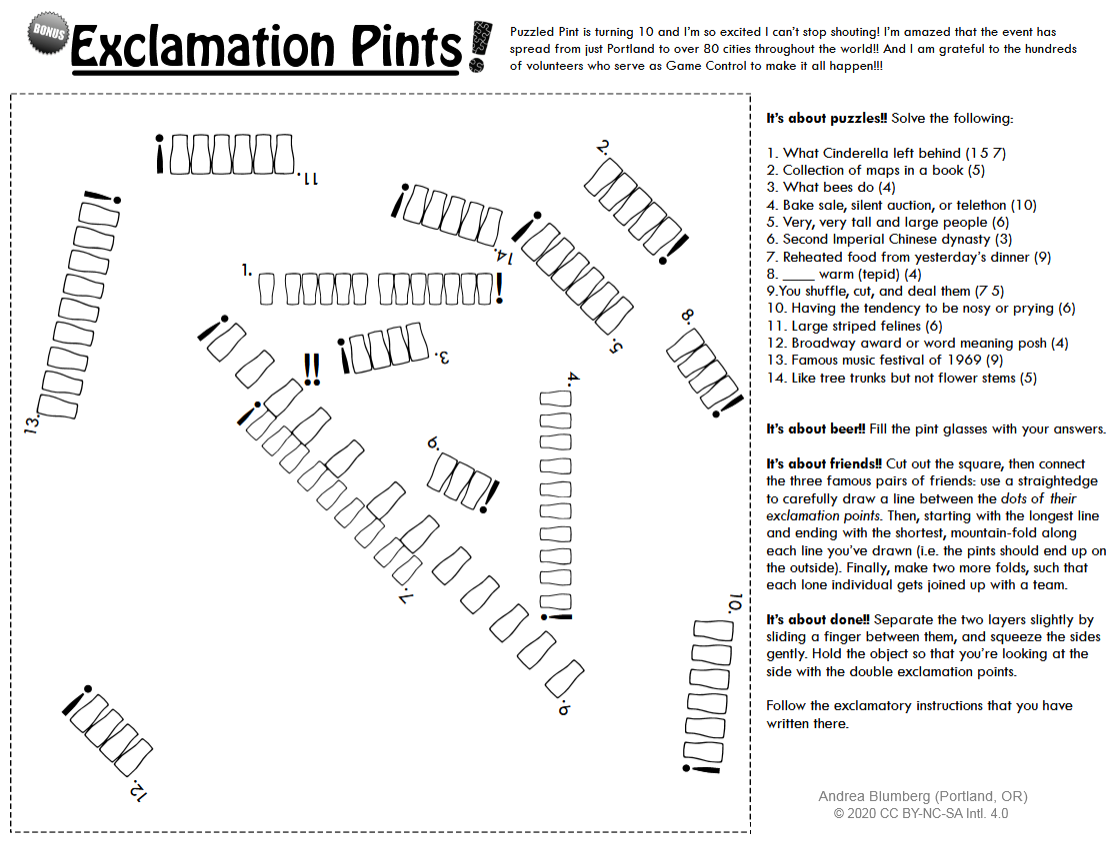 BONUS
Exclamation Pints!
Puzzled Pint is turning 10 and I'm so excited I can't stop shouting! I'm amazed that the event has
spread from just Portland to over 80 cities throughout the world!! And I am grateful to the hundreds
of volunteers who serve as Game Control to make it all happen!!!
! 11.
2. !
! 13.
! 14.
! 5.
1. !
8. !
! 9.
!!
! 3.
! 7.
4. !
6. !
10. !
! 12.
It's about puzzles!! Solve the following:
1. What Cinderella left behind (1 5 7)
2. Collection of maps in a book (5)
3. What bees do (4)
4. Bake sale, silent auction, or telethon (10)
5. Very, very tall and large people (6)
6. Second Imperial Chinese dynasty (3)
7. Reheated food from yesterday's dinner (9)
8. ____ warm (tepid) (4)
9.You shuffle, cut, and deal them (7 5)
10. Having the tendency to be nosy or prying (6)
11. Large striped felines (6)
12. Broadway award or word meaning posh (4)
13. Famous music festival of 1969 (9)
14. Like tree trunks but not flower stems (5)
It's about beer!! Fill the pint glasses with your answers.
It's about friends!! Cut out the square, then connect
the three famous pairs of friends: use a straightedge
to carefully draw a line between the dots of their
exclamation points. Then, starting with the longest line
and ending with the shortest, mountain-fold along
each line you've drawn (i.e. the pints should end up on
the outside). Finally, make two more folds, such that
each lone individual gets joined up with a team.
It's about done!! Separate the two layers slightly by
sliding a finger between them, and squeeze the sides
gently. Hold the object so that you're looking at the
side with the double exclamation points.
Follow the exclamatory instructions that you have
written there.
Andrea Blumberg (Portland, OR)
© 2020 CC BY-NC-SA Intl. 4.0